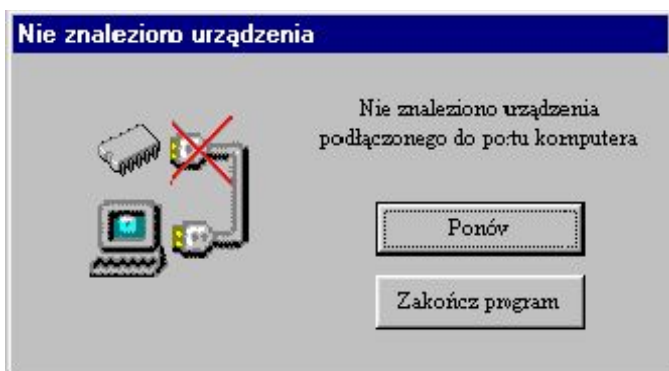 Nie znaleziono urządzenia
Nie znaleziono urządzenia
podłączonego do portu komputera
Ponów
Zakończ program